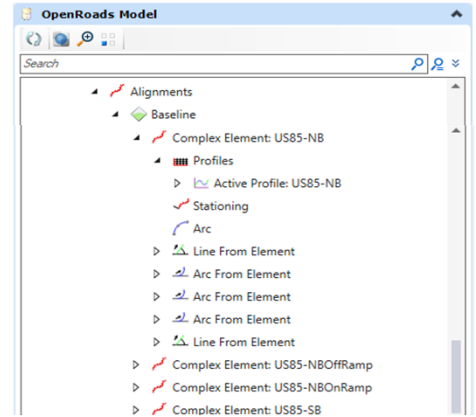 OpenRoads Model
Search
Alignments
Baseline
Complex Element: US85-NB
Profiles
Active Profile: US85-NB
Stationing
Arc
Line From Element
Arc From Element
Arc From Element
Arc From Element
Line From Element
Complex Element: US85-NBOffRamp
Complex Element: US85-NBOnRamp
Complex Element: US85-SB